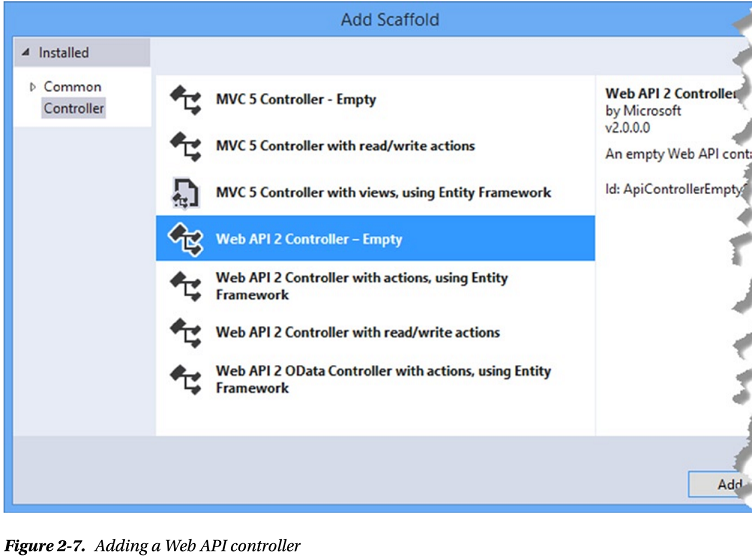 Add Scaffold
Installed
Common
Controller
MVC 5 Controller - Empty
MVC 5 Controller with read/write actions
MVC 5 Controller with views, using Entity Framework
Web API 2 Controller – Empty
Web API 2 Controller with actions, using Entity
Framework
Web API 2 Controller with read/write actions
Web API 2 OData Controller with actions, using Entity
Framework
Web API 2 Controller
by Microsoft
v2.0.0.0
An empty Web API
Id: ApiControllerEmpty
Add
Figure 2-7. Adding a Web API controller